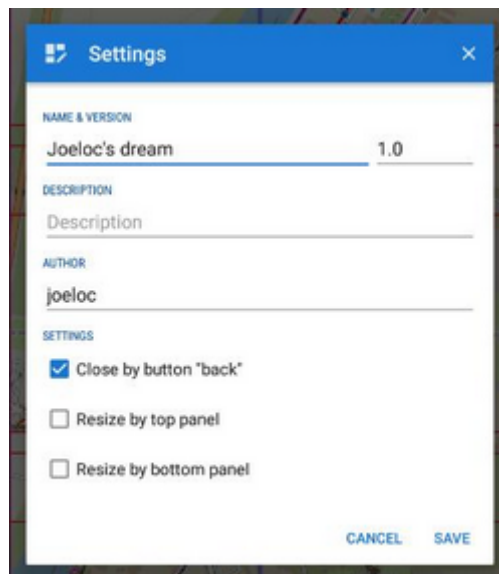 Settings
NAME & VERSION
Joeloc's dream 1.0
DESCRIPTION
Description
AUTHOR
joeloc
SETTINGS
Close by button "back"
Resize by top panel
Resize by bottom panel
CANCEL SAVE